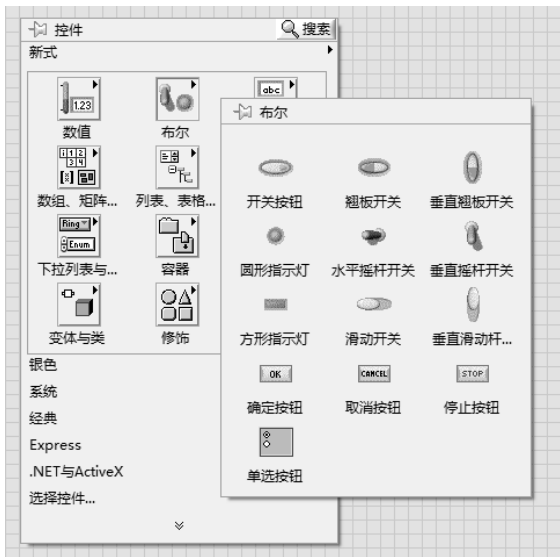 控件 搜索
新式
1.23
abc
数值 布尔
布尔
1 2
3 4
数组、矩阵... 列表、表格...
开关按钮 翘板开关 垂直翘板开关
Ring
Enum
下拉列表与... 容器
圆形指示灯 水平摇杆开关 垂直摇杆开关
变体与类 修饰
方形指示灯 滑动开关 垂直滑动杆...
银色
OK CANCEL STOP
系统
确定按钮 取消按钮 停止按钮
经典
Express
.NET与ActiveX
单选按钮
选择控件...